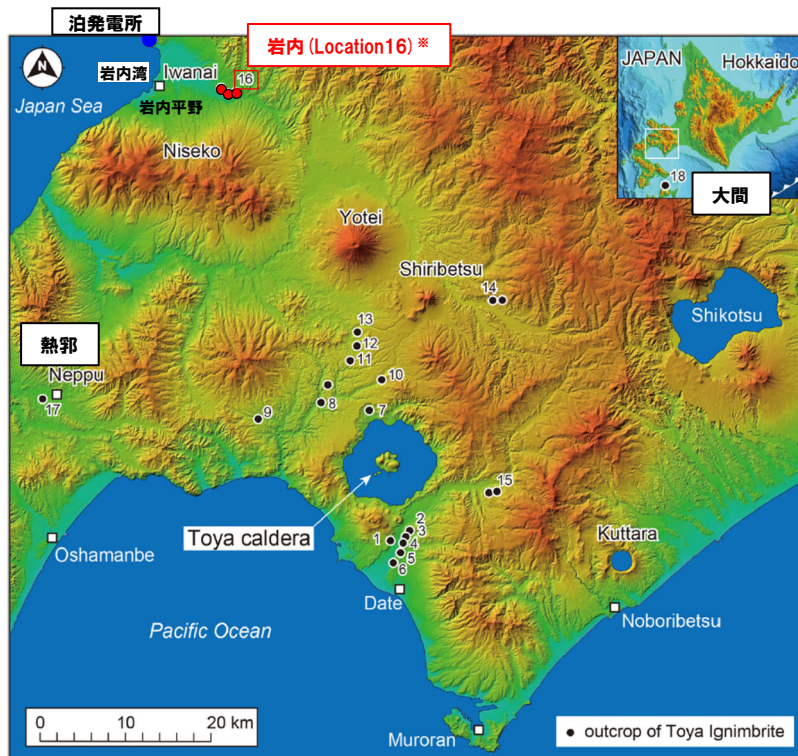 泊発電所
岩内 (Location16) ※
岩内湾
Iwanai
16
Japan Sea
岩内平野
JAPAN
Hokkaido
18
大間
Niseko
Yotei
Shiribetsu
14
Shikotsu
13
12
11
10
熱郛
Neppu
17
9
8
7
15
Toya caldera
1
2
3
4
5
6
Kuttara
Oshamanbe
Date
Noboribetsu
Pacific Ocean
0 10 20 km
Muroran
outcrop of Toya Ignimbrite